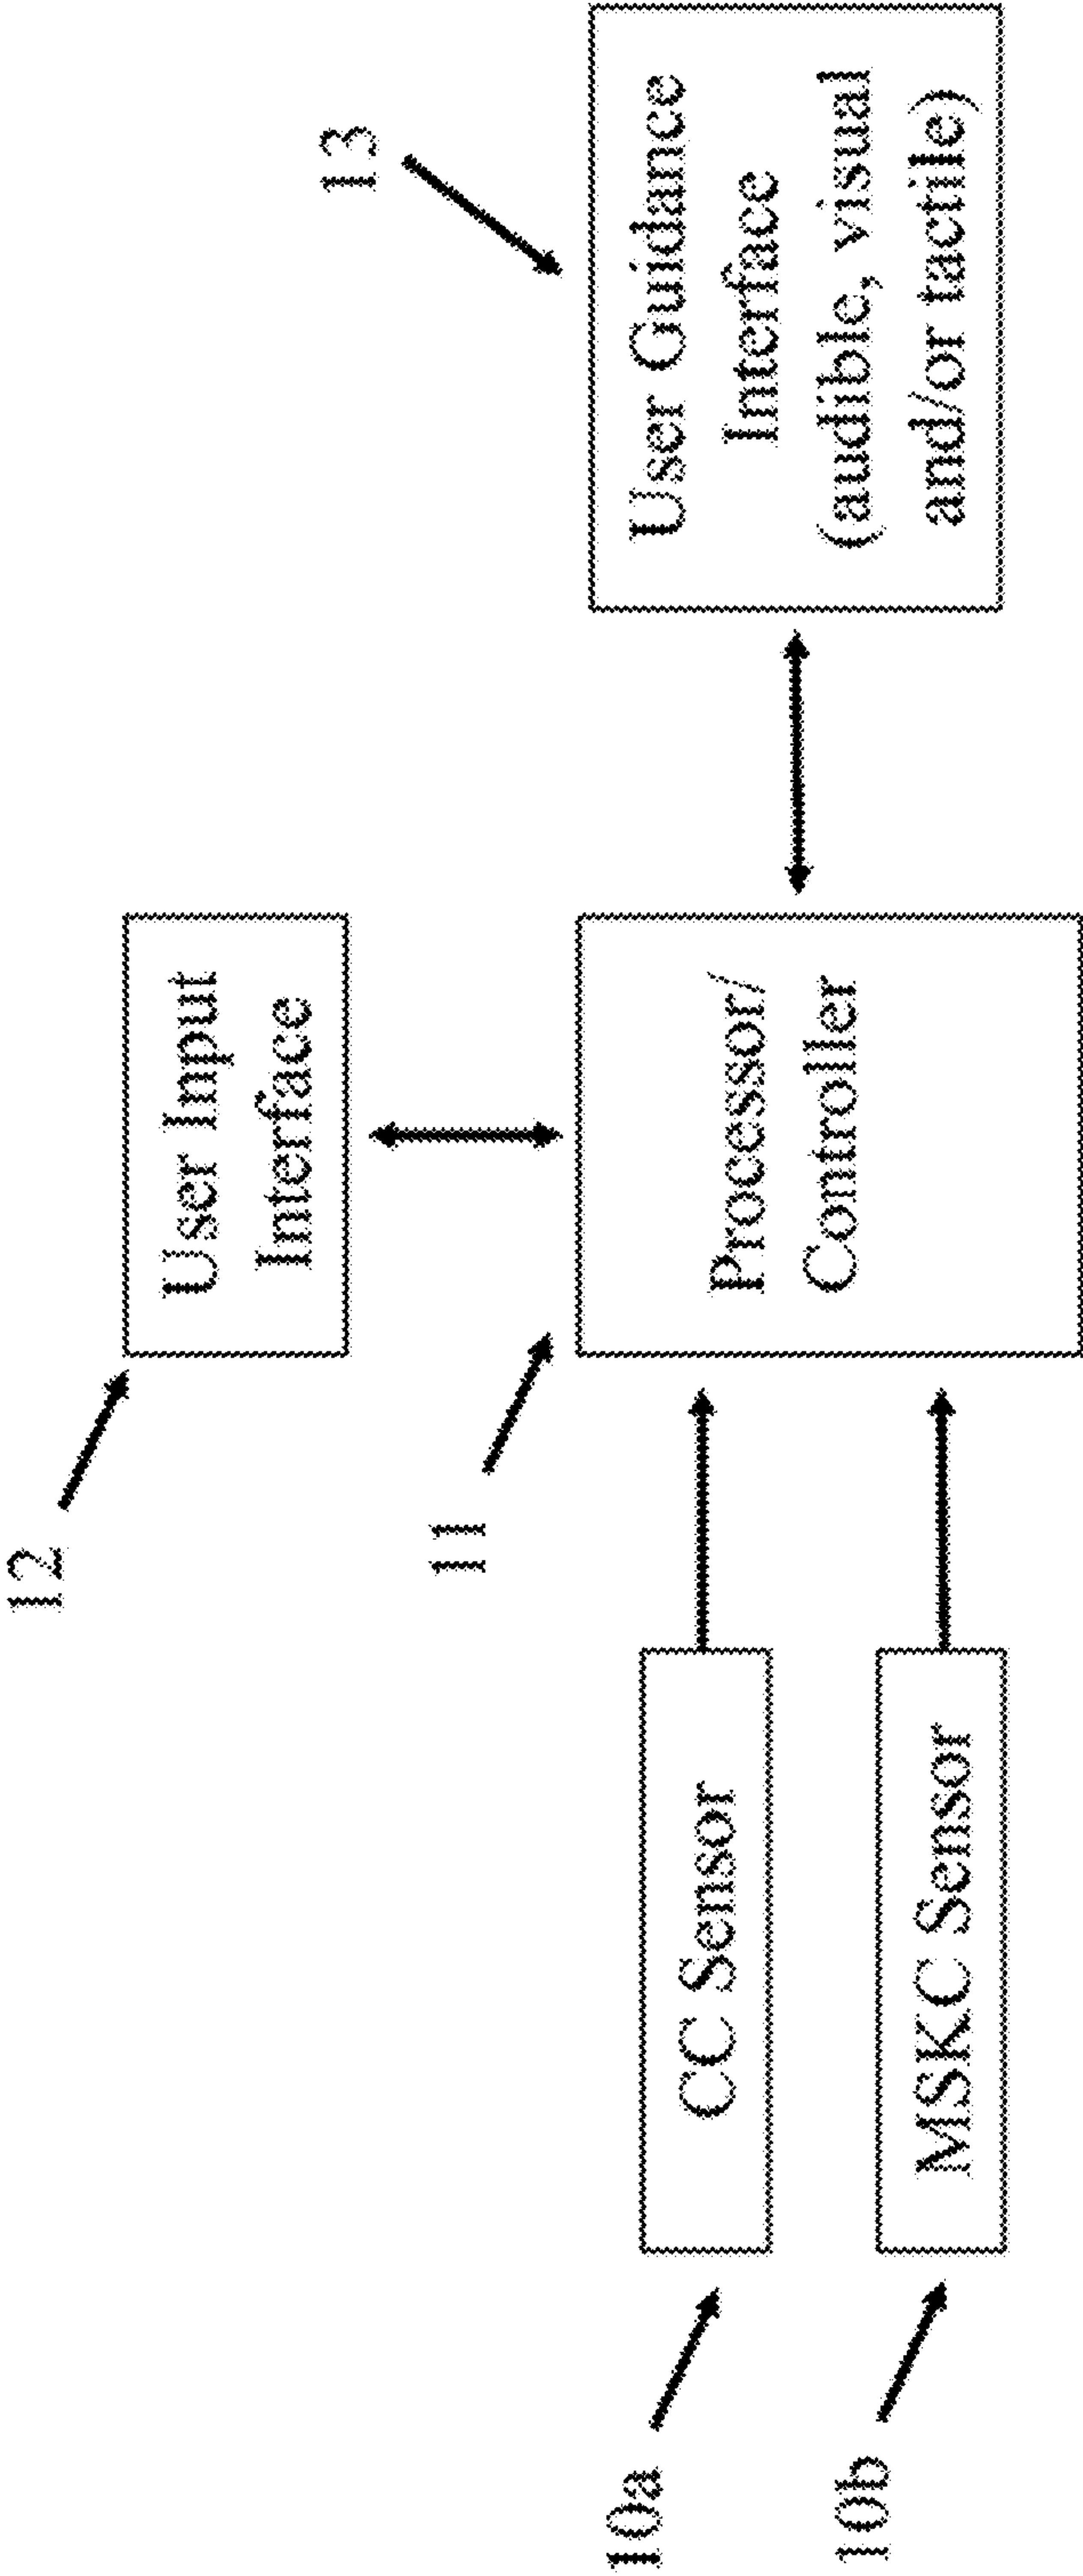 12
User Input
Interface
13
11
10a
CC Sensor
Processor/
Controller
User Guidance
Interface
(audible, visual
and/or tactile)
10b
MSKC Sensor